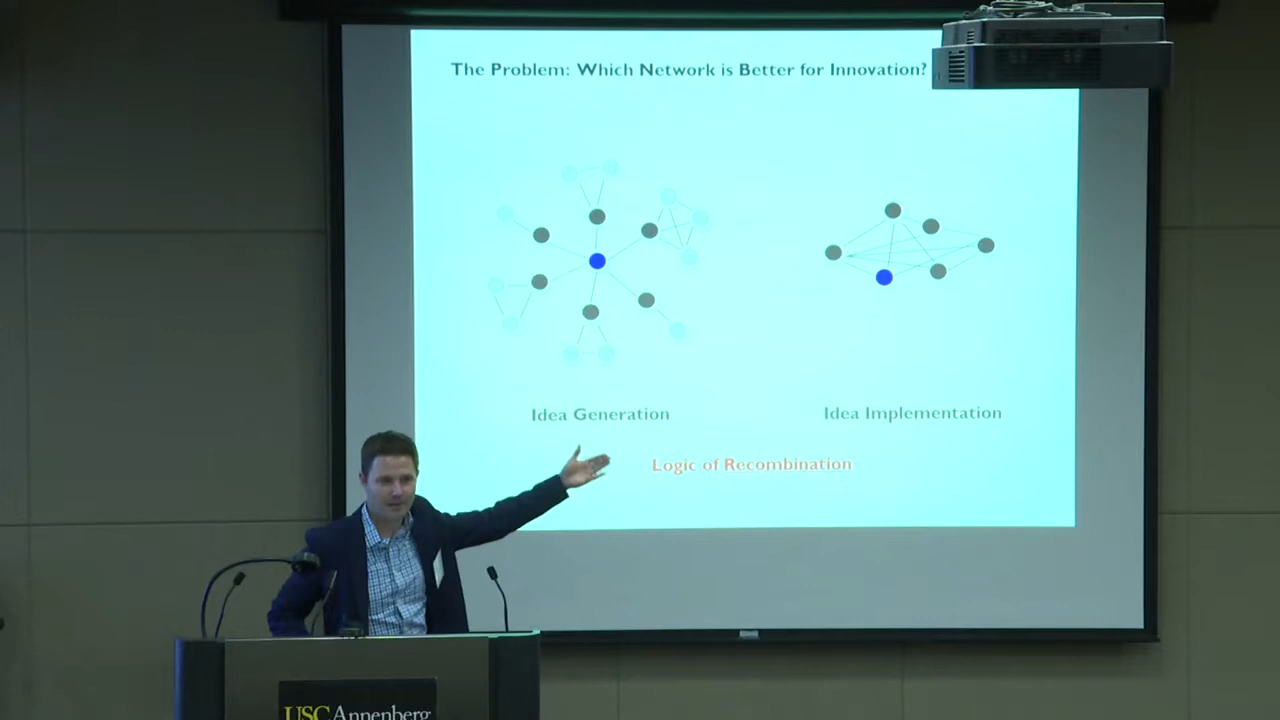 The Problem: Which Network is Better for Innovation?
Idea Generation
Idea Implementation
Logic of Recombination
USC Annenberg